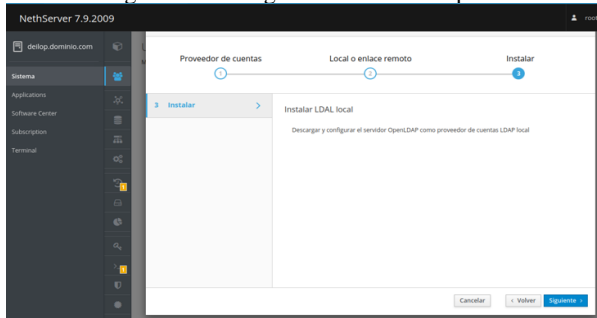 NethServer 7.9.2009
root
deilop.dominio.com
Sistema
Applications
Software Center
Subscription
Terminal
1
1
Proveedor de cuentas
Local o enlace remoto
Instalar
1
2
3
3 Instalar
Instalar LDAL local
Descargar y configurar el servidor OpenLDAP como proveedor de cuentas LDAP local
Cancelar
Volver
Siguiente